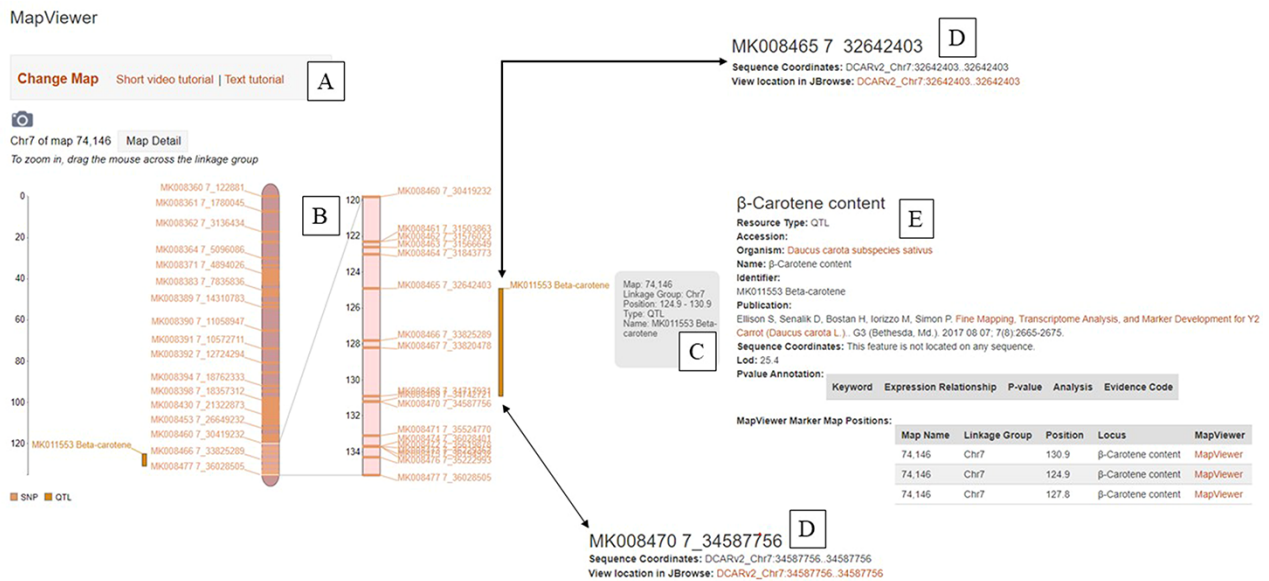 MapViewer
Change Map Short video tutorial | Text tutorial
A
Chr7 of map 74,146 Map Detail
To zoom in, drag the mouse across the linkage group
0
20
40
60
80
100
120
MK008360 7_122881
MK008361 7_1780045
MK008362 7_3136434
MK008364 7_5096086
MK008371 7_4894026
MK008383 7_7835836
MK008389 7_14310783
MK008390 7_11058947
MK008391 7_10572711
MK008392 7_12724294
MK008394 7_18762333
MK008398 7_18357312
MK008430 7_21322873
MK008453 7_26649232
MK008460 7_30419232
MK011553 Beta-carotene
MK008466 7_33825289
MK008477 7_36028505
SNP QTL
B
120
122
124
126
128
130
132
134
MK008460 7_30419232
MK008461 7_31503863
MK008463 7_31566649
MK008464 7_31843773
MK008465 7_32642403
MK008466 7_33825289
MK008467 7_33820478
MK008470 7_34587756
MK008471 7_35524770
MK008474 7_36028401
MK008476 7_35222993
MK008477 7_36028505
MK011553 Beta-carotene
Map: 74,146
Linkage Group: Chr7
Position: 124.9 - 130.9
Type: QTL
Name: MK011553 Beta-
carotene
C
MK008465 7_32642403
D
Sequence Coordinates: DCARv2_Chr7:32642403..32642403
View location in JBrowse: DCARv2_Chr7:32642403..32642403
β-Carotene content
E
Resource Type: QTL
Accession:
Organism: Daucus carota subspecies sativus
Name: β-Carotene content
Identifier:
MK011553 Beta-carotene
Publication:
Ellison S, Senalik D, Bostan H, Iorizzo M, Simon P. Fine Mapping, Transcriptome Analysis, and Marker Development for Y2
Carrot (Daucus carota L.).. G3 (Bethesda, Md.). 2017 08 07; 7(8):2665-2675.
Sequence Coordinates: This feature is not located on any sequence.
Lod: 25.4
Pvalue Annotation:
Keyword Expression Relationship P-value Analysis Evidence Code
MapViewer Marker Map Positions:
Map Name Linkage Group Position Locus MapViewer
74,146 Chr7 130.9 β-Carotene content MapViewer
74,146 Chr7 124.9 β-Carotene content MapViewer
74,146 Chr7 127.8 β-Carotene content MapViewer
MK008470 7_34587756
D
Sequence Coordinates: DCARv2_Chr7:34587756..34587756
View location in JBrowse: DCARv2_Chr7:34587756..34587756